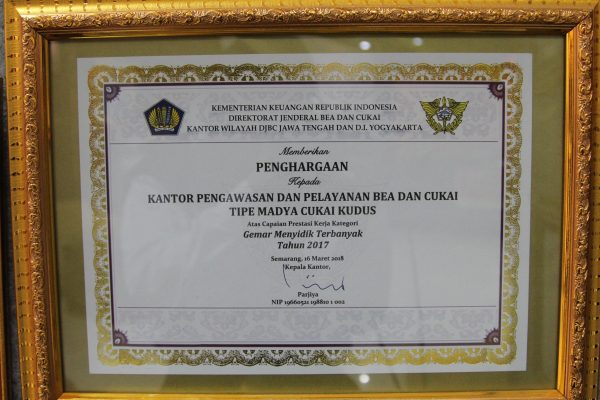 KEMENTERIAN KEUANGAN REPUBLIK INDONESIA
DIREKTORAT JENDERAL BEA DAN CUKAI
KANTOR WILAYAH DJBC JAWA TENGAH DAN D.I. YOGYAKARTA
Memberikan
PENGHARGAAN
Kepada
KANTOR PENGAWASAN DAN PELAYANAN BEA DAN CUKAI
TIPE MADYA CUKAI KUDUS
Atas Capaian Prestasi Kerja Kategori
Gemar Menyidik Terbanyak
Tahun 2017
Semarang, 16 Maret 2018
Kepala Kantor,
Parjiya
NIP 19660521 198810 1 002